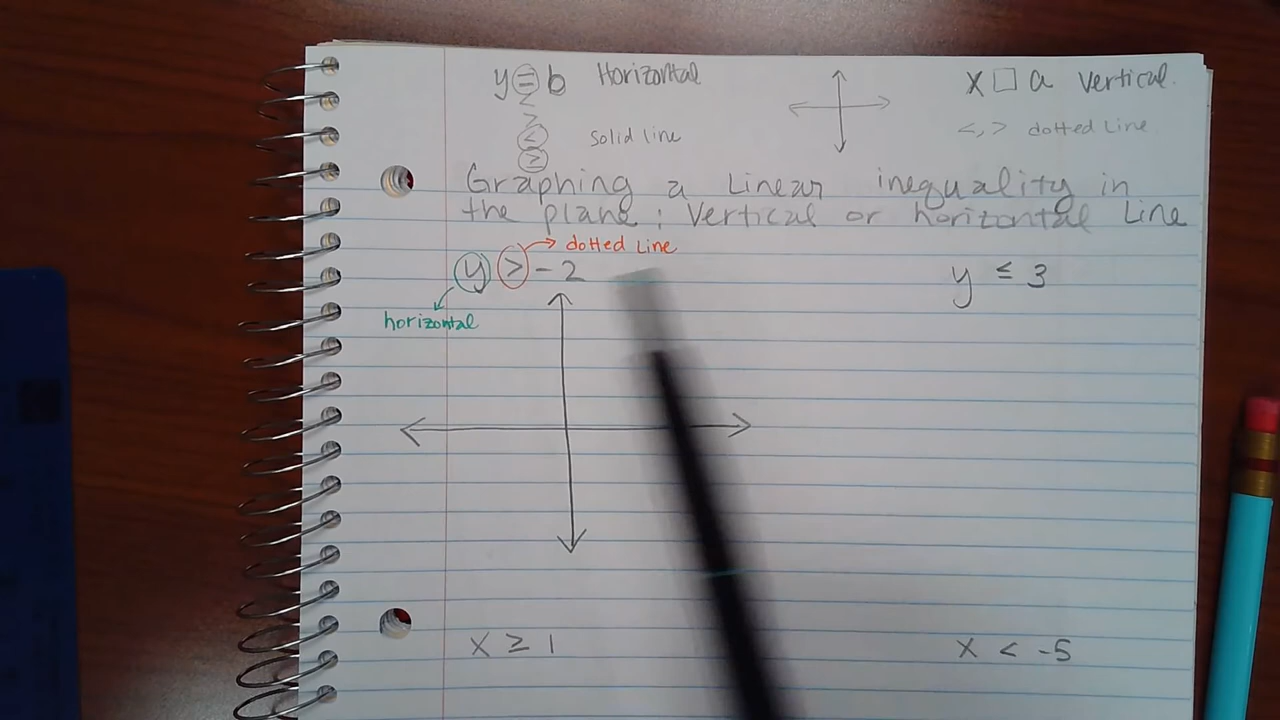 y = b Horizontal
<
>
≤ solid line
≥
x □ a vertical.
<, > dotted Line
Graphing a Linear inequality in
the plane: Vertical or horizontal Line
dotted Line
y > -2
horizontal
y ≤ 3
x ≥ 1
x < -5